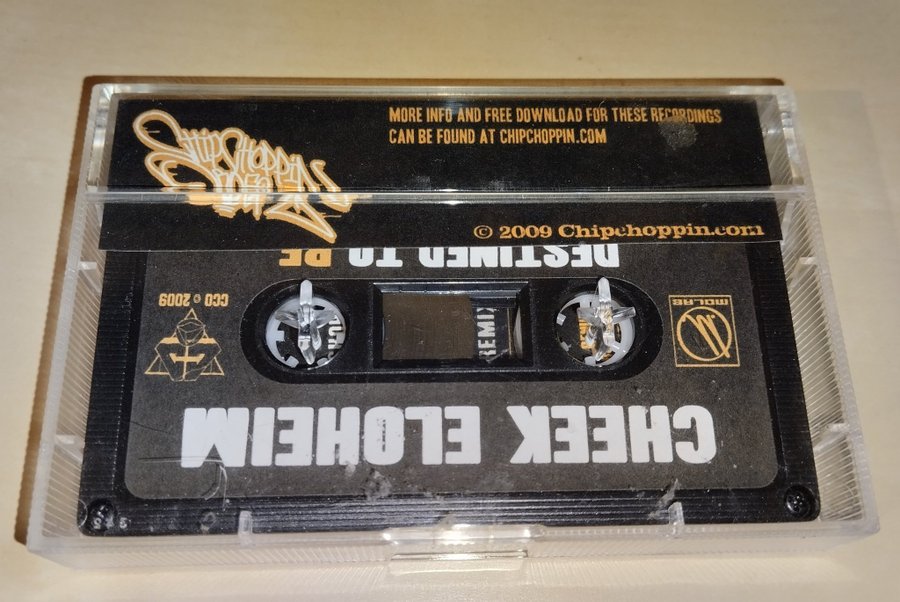 MORE INFO AND FREE DOWNLOAD FOR THESE RECORDINGS
CAN BE FOUND AT CHIPCHOPPIN.COM
© 2009 Chipchoppin.com
DESTINED TO BE
CCO © 2009
REMIX
MOLAB
CHEEK ELOHEIM